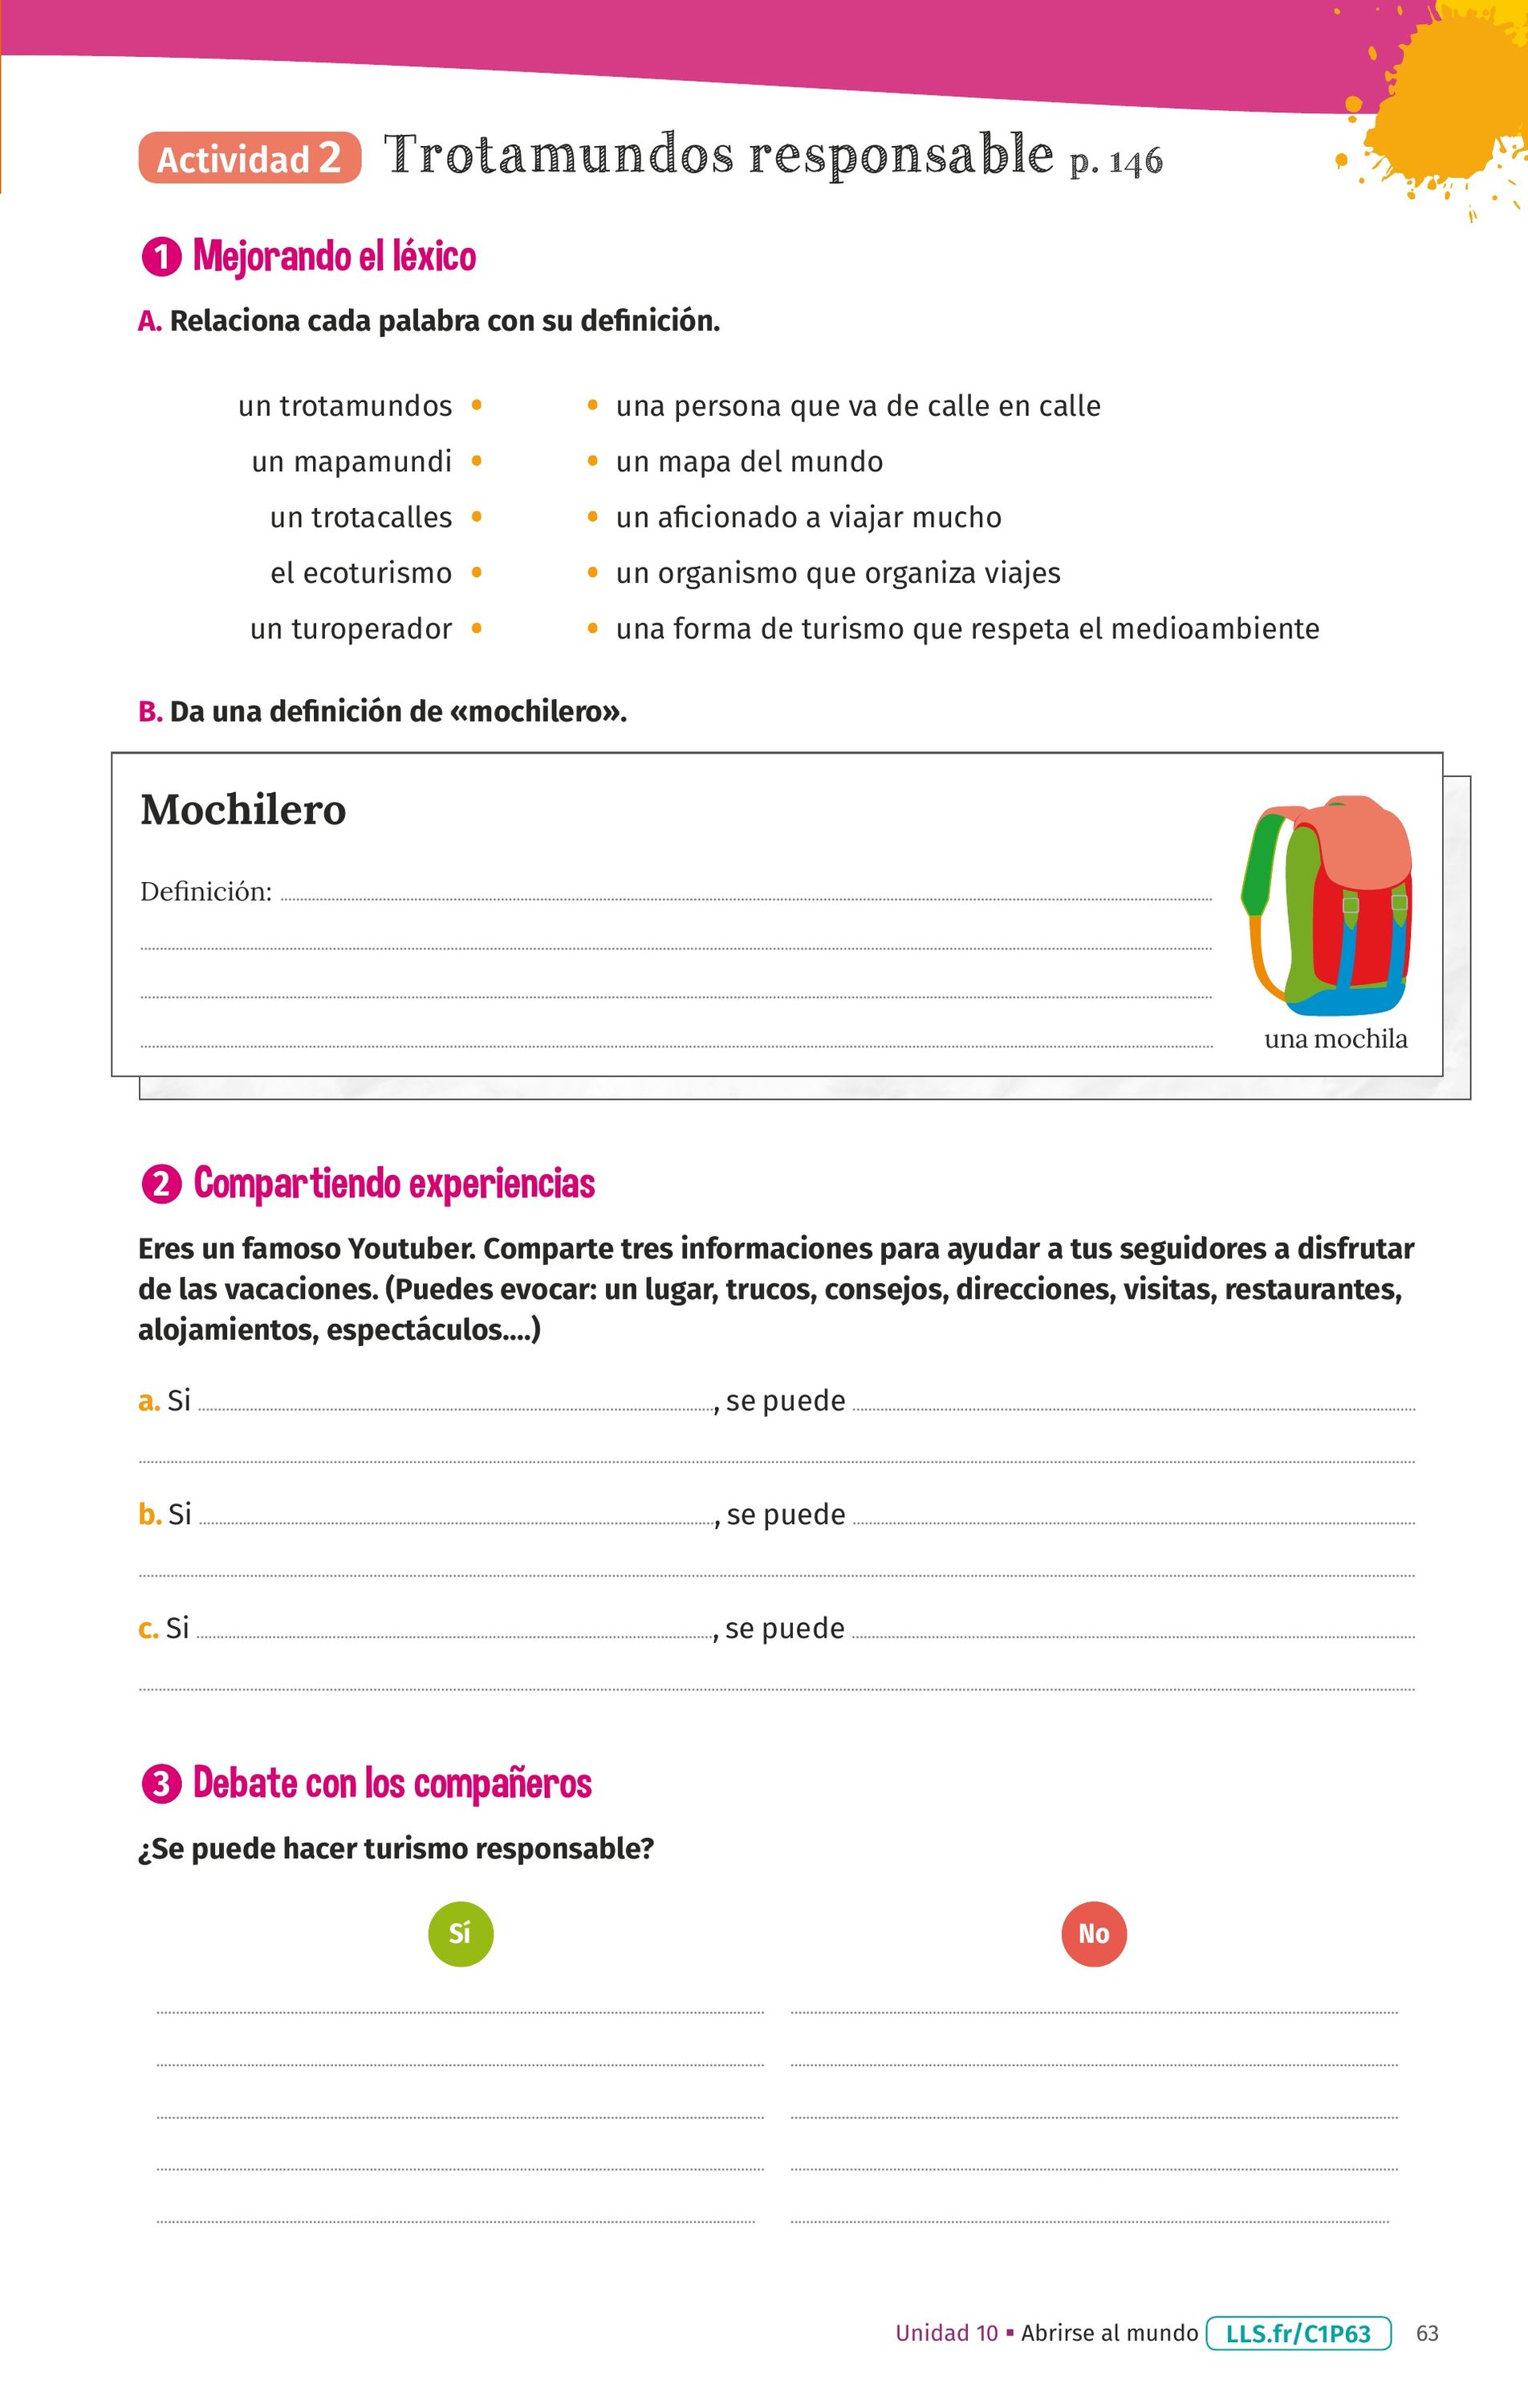 Actividad 2 Trotamundos responsable p. 146
1 Mejorando el léxico
A. Relaciona cada palabra con su definición.
un trotamundos • • una persona que va de calle en calle
un mapamundi • • un mapa del mundo
un trotacalles • • un aficionado a viajar mucho
el ecoturismo • • un organismo que organiza viajes
un turoperador • • una forma de turismo que respeta el medioambiente
B. Da una definición de «mochilero».
Mochilero
Definición:
una mochila
2 Compartiendo experiencias
Eres un famoso Youtuber. Comparte tres informaciones para ayudar a tus seguidores a disfrutar
de las vacaciones. (Puedes evocar: un lugar, trucos, consejos, direcciones, visitas, restaurantes,
alojamientos, espectáculos....)
a. Si , se puede
b. Si , se puede
c. Si , se puede
3 Debate con los compañeros
¿Se puede hacer turismo responsable?
Sí No
Unidad 10 ▪ Abrirse al mundo LLS.fr/C1P63 63